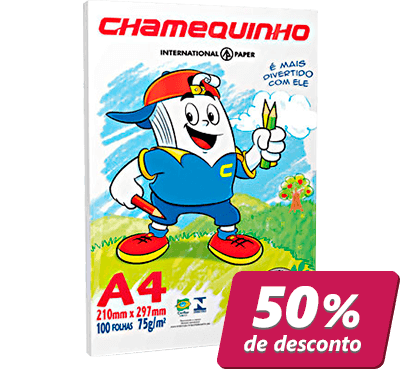 CHAMEQUINHO
INTERNATIONAL PAPER
É MAIS
DIVERTIDO
COM ELE
C
A4
210mm x 297mm
100 FOLHAS 75g/m²
50%
de desconto